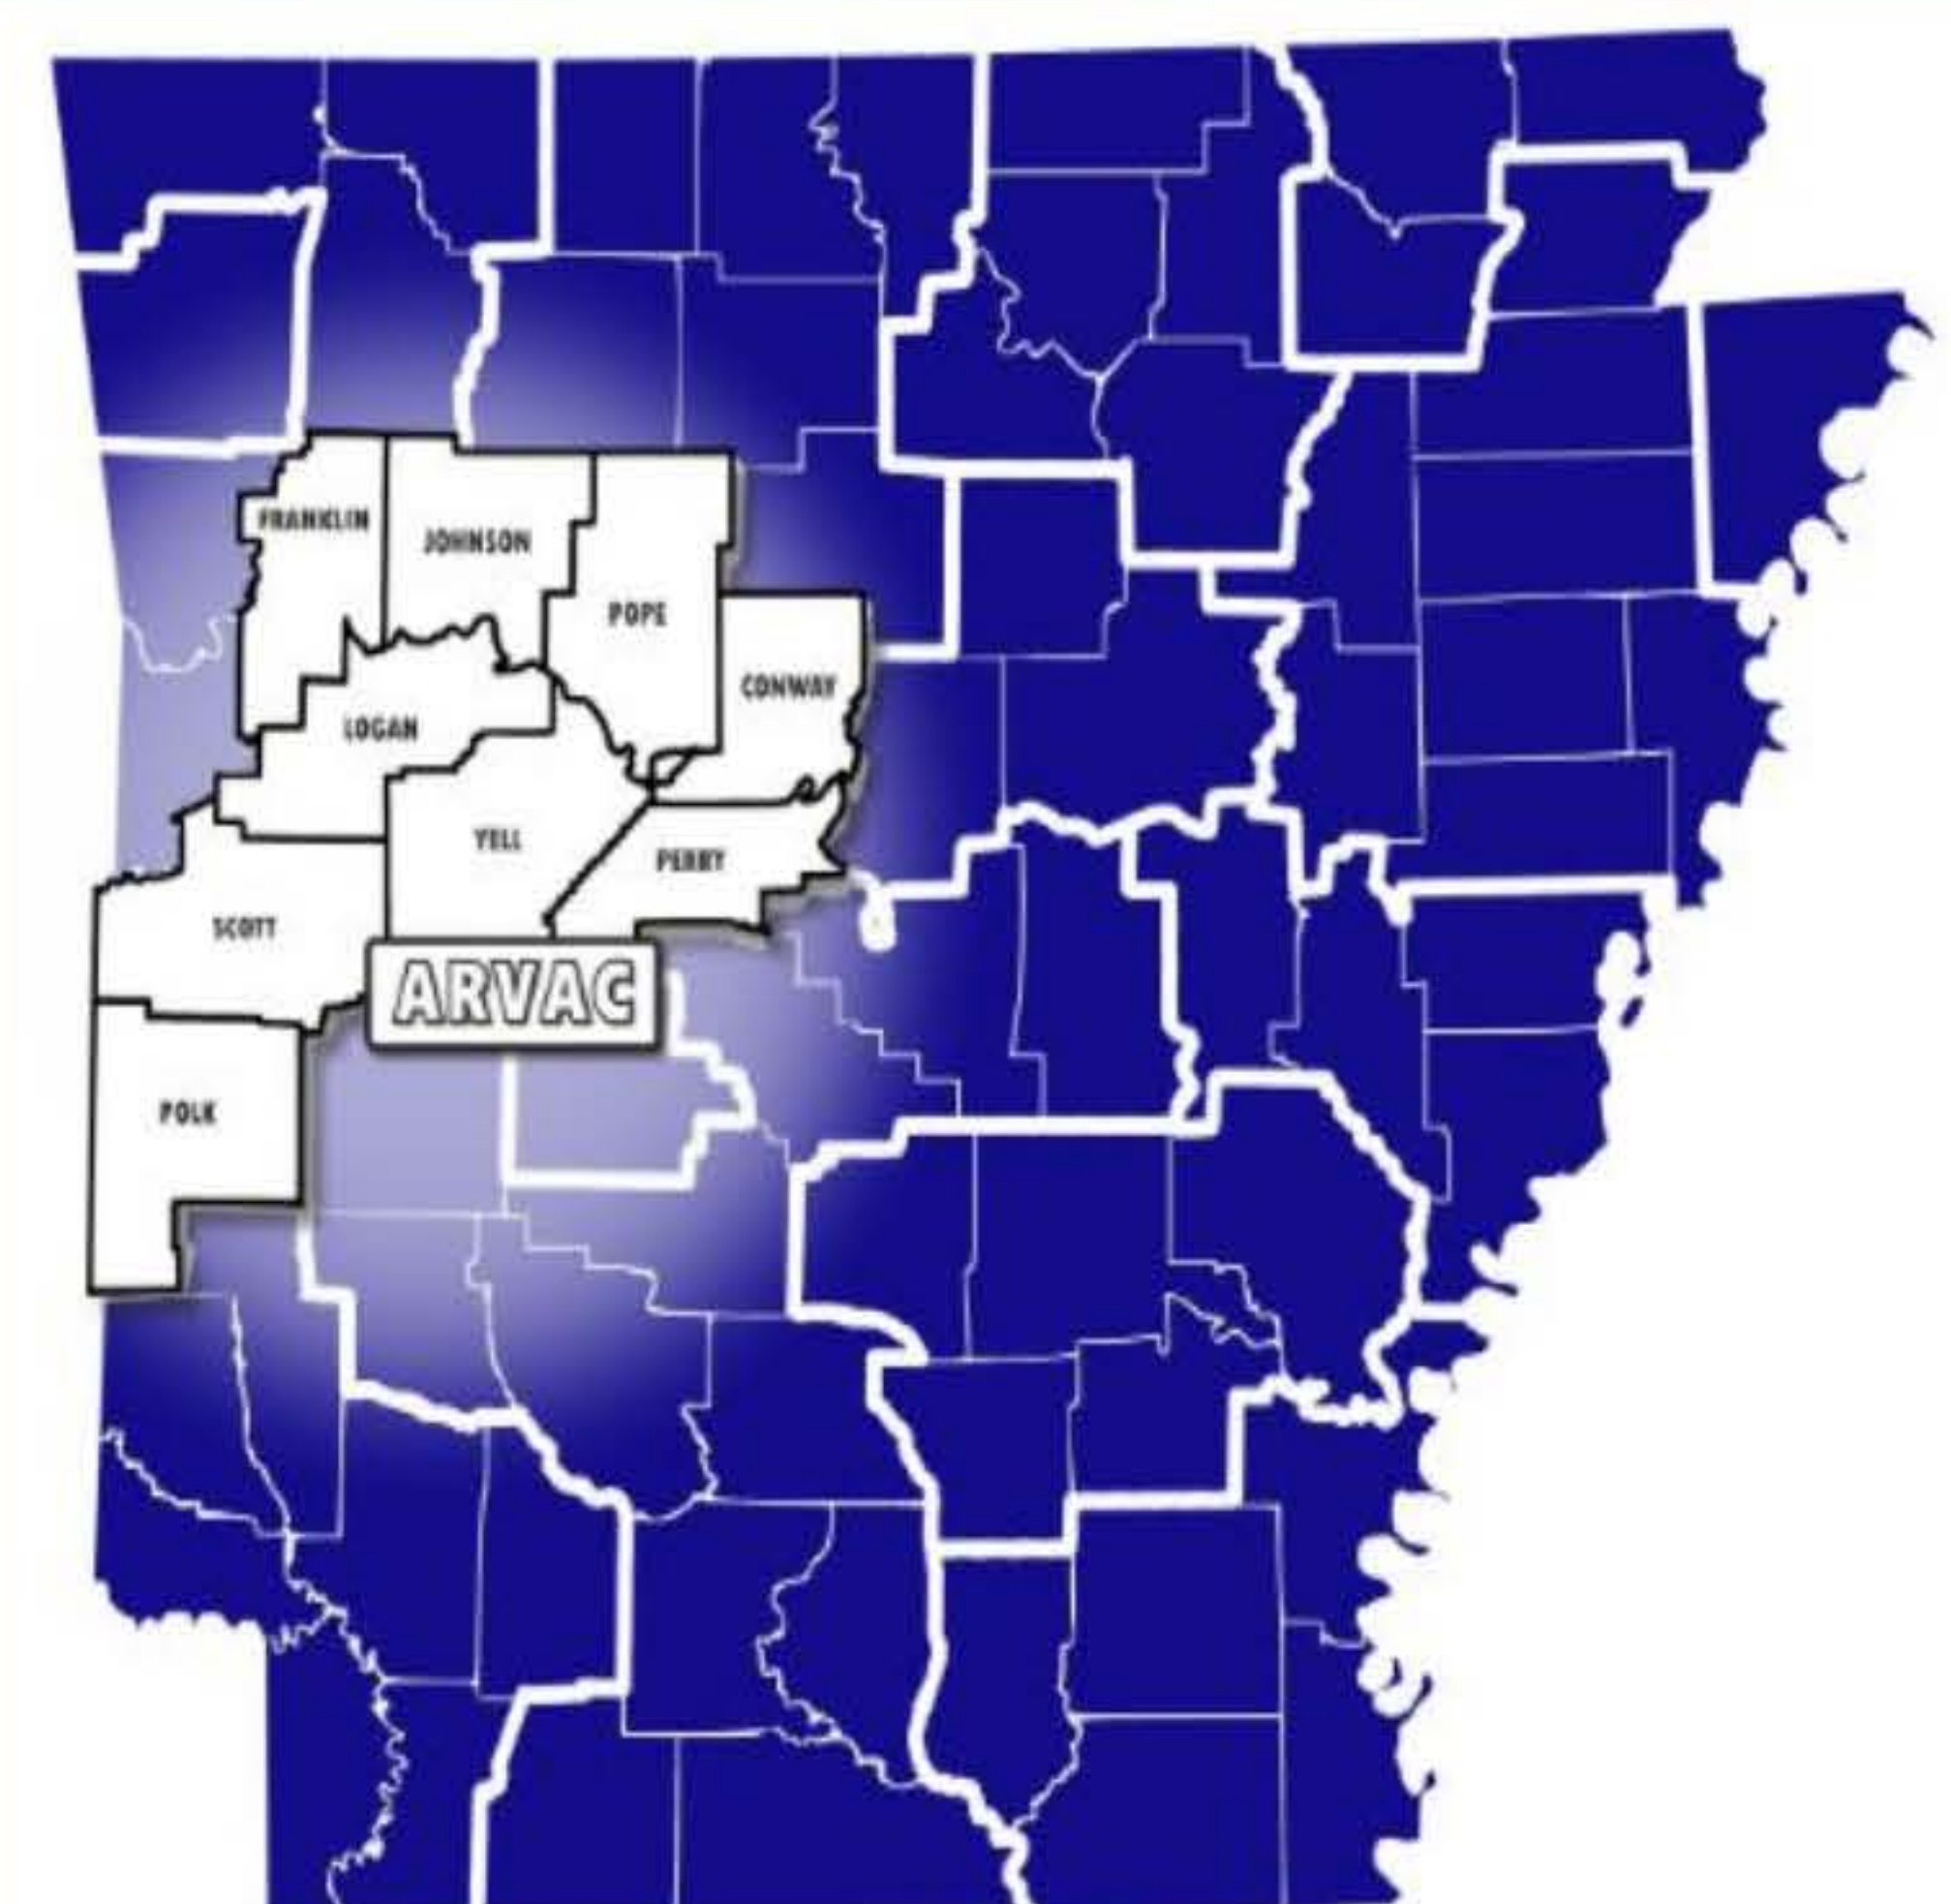 FRANKLIN
JOHNSON
POPE
CONWAY
LOGAN
YELL
PERRY
SCOTT
ARVAC
POLK